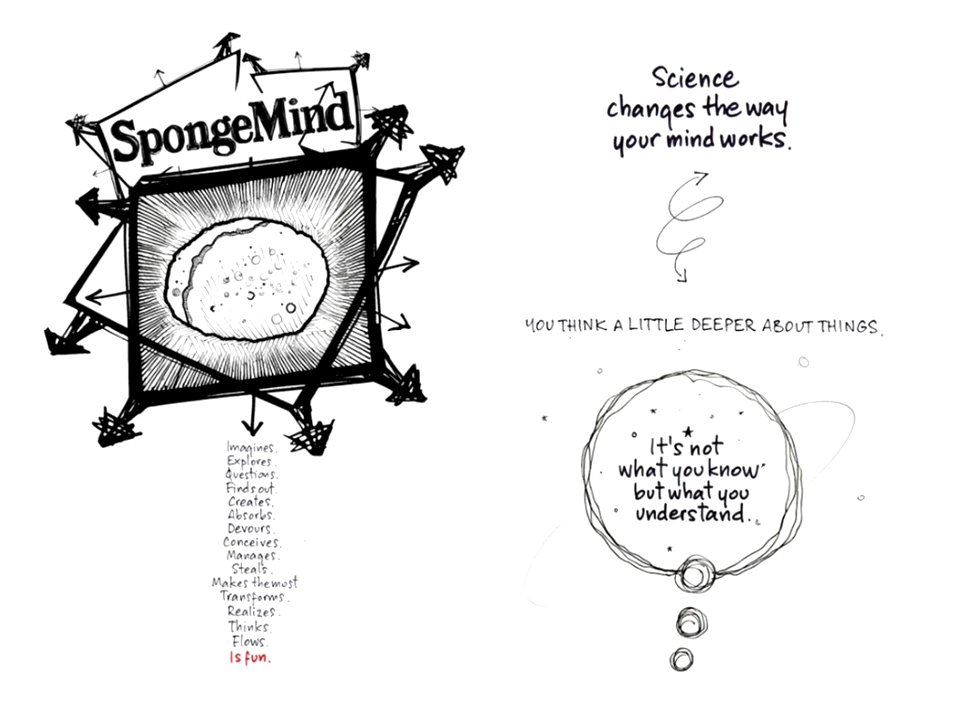 SpongeMind
Imagines.
Explores.
Questions.
Finds out.
Creates.
Absorbs.
Devours.
Conceives.
Manages.
Steals.
Makes the most
Transforms.
Realizes.
Thinks.
Flows.
Is fun.
Science
changes the way
your mind works.
YOU THINK A LITTLE DEEPER ABOUT THINGS.
It's not
what you know
but what you
understand.